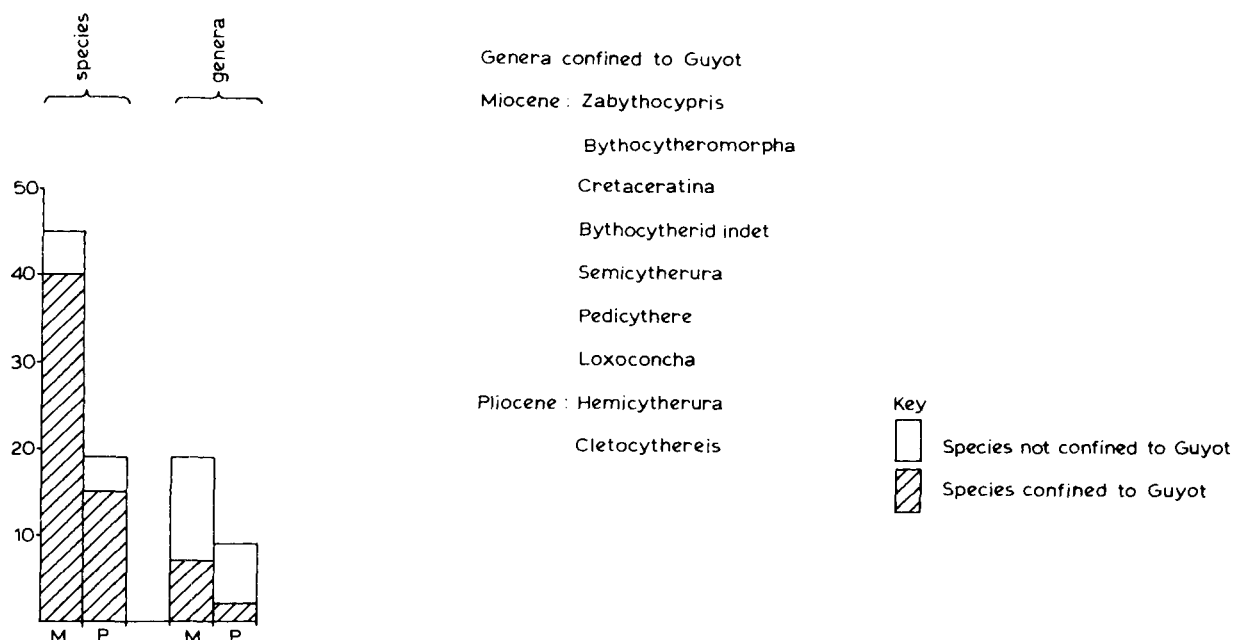 species
genera
50
40
30
20
10
M P M P
Genera confined to Guyot
Miocene : Zabythocypris
Bythocytheromorpha
Cretaceratina
Bythocytherid indet
Semicytherura
Pedicythere
Loxoconcha
Pliocene : Hemicytherura
Cletocythereis
Key
Species not confined to Guyot
Species confined to Guyot